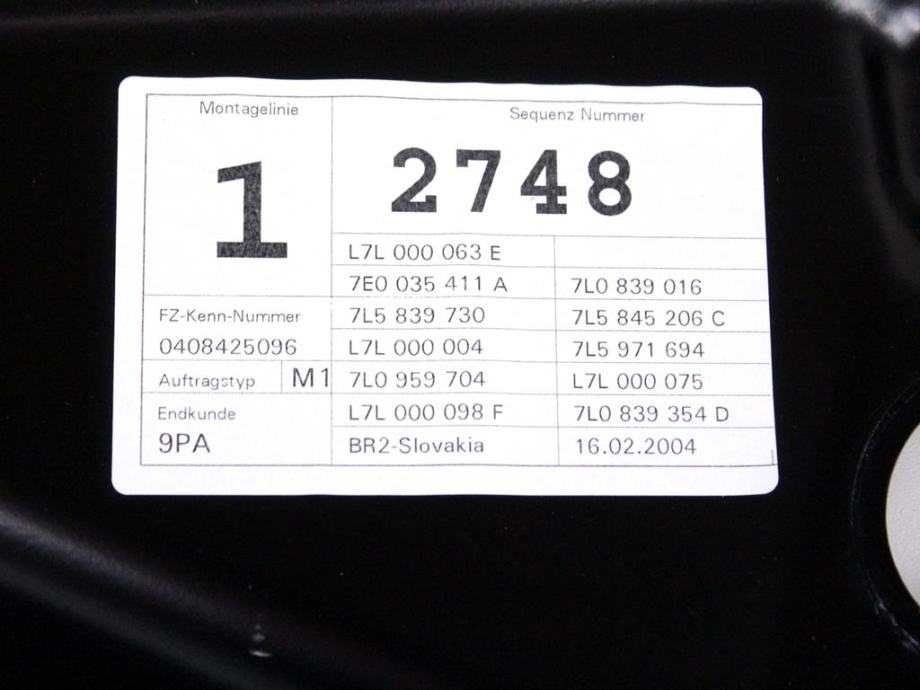 Montagelinie
1
Sequenz Nummer
2748
L7L 000 063 E
7E0 035 411 A 7L0 839 016
FZ-Kenn-Nummer 7L5 839 730 7L5 845 206 C
0408425096 L7L 000 004 7L5 971 694
Auftragstyp M1 7L0 959 704 L7L 000 075
Endkunde L7L 000 098 F 7L0 839 354 D
9PA BR2-Slovakia 16.02.2004